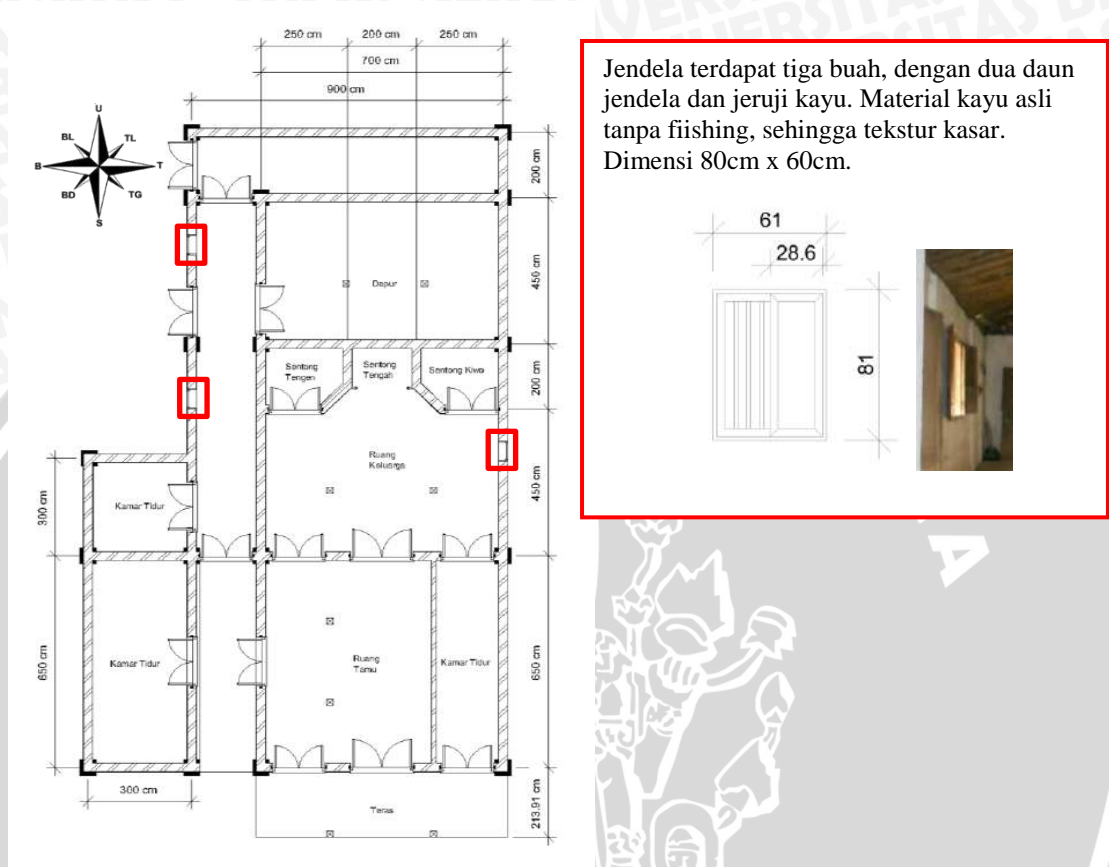 250 cm 200 cm 250 cm
700 cm
900 cm
U
BL TL
B T
BD TG
S
200 cm
450 cm
Dapur
Sentong
Tengen
Sentong
Tengah
Sentong Kiwo
200 cm
Ruang
Keluarga
450 cm
300 cm
Kamar Tidur
650 cm
Kamar Tidur
Ruang
Tamu
Kamar Tidur
650 cm
300 cm
Teras
213.91 cm
Jendela terdapat tiga buah, dengan dua daun
jendela dan jeruji kayu. Material kayu asli
tanpa fiishing, sehingga tekstur kasar.
Dimensi 80cm x 60cm.
61
28.6
81